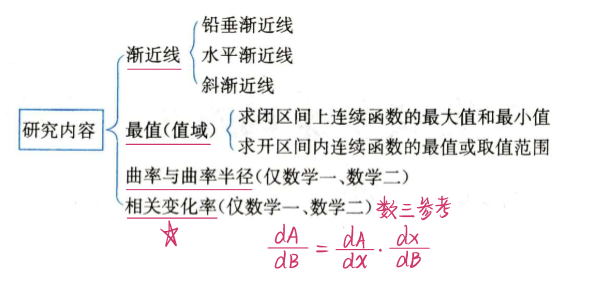 铅垂渐近线
渐近线
水平渐近线
斜渐近线
研究内容
最值(值域)
求闭区间上连续函数的最大值和最小值
求开区间内连续函数的最值或取值范围
曲率与曲率半径(仅数学一、数学二)
相关变化率(仅数学一、数学二) 数三参考
☆
dA/dB = dA/dx · dx/dB